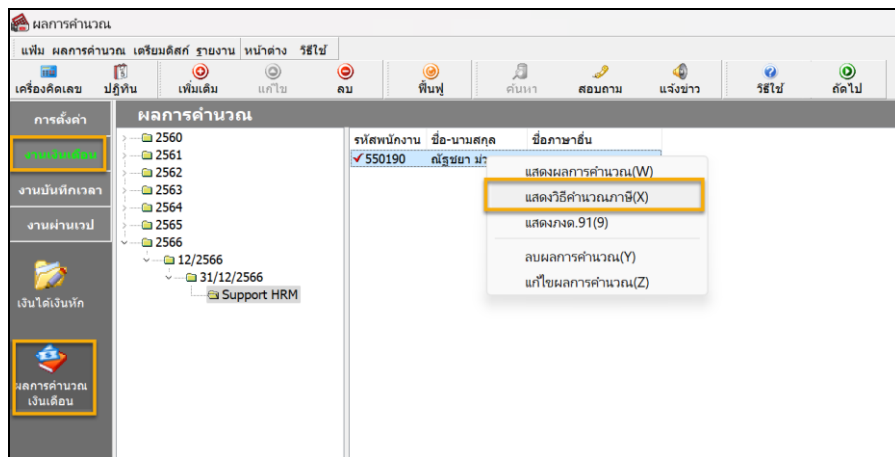 ผลการคำนวณ
แฟ้ม ผลการคำนวณ เตรียมดิสก์ รายงาน หน้าต่าง วิธีใช้
เครื่องคิดเลข ปฏิทิน เพิ่มเติม แก้ไข ลบ ฟื้นฟู ค้นหา สอบถาม แจ้งข่าว วิธีใช้ ถัดไป
การตั้งค่า
งานเงินเดือน
งานบันทึกเวลา
งานผ่านเวป
เงินได้เงินหัก
ผลการคำนวณ
เงินเดือน
ผลการคำนวณ
2560
2561
2562
2563
2564
2565
2566
12/2566
31/12/2566
Support HRM
รหัสพนักงาน ชื่อ-นามสกุล ชื่อภาษาอื่น
550190 ณัฐชยา
แสดงผลการคำนวณ(W)
แสดงวิธีคำนวณภาษี(X)
แสดงภงด.91(9)
ลบผลการคำนวณ(Y)
แก้ไขผลการคำนวณ(Z)